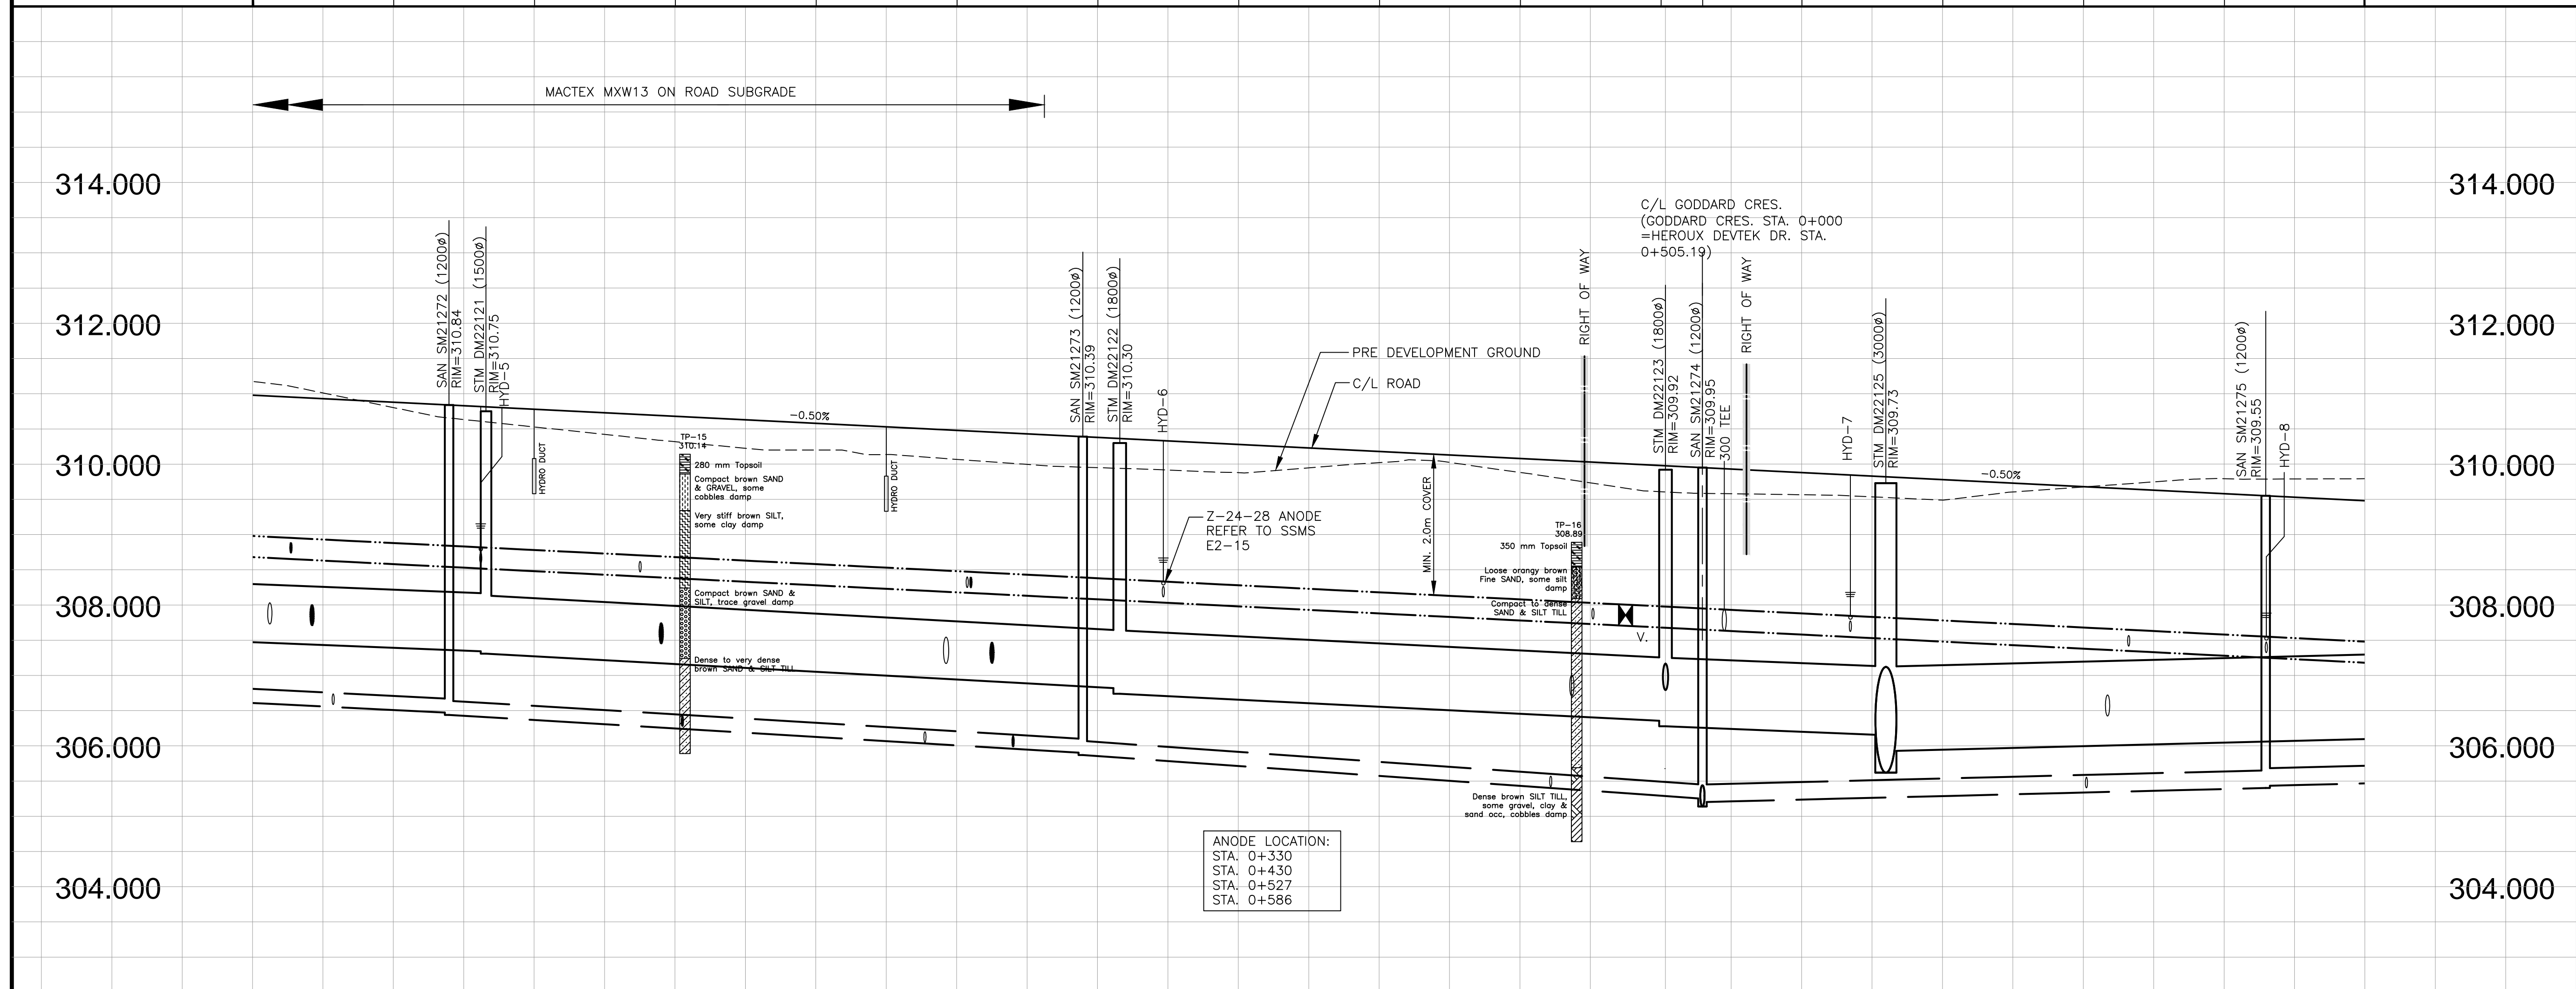 MACTEX MXW13 ON ROAD SUBGRADE
314.000
314.000
C/L GODDARD CRES.
(GODDARD CRES. STA. 0+000
=HEROUX DEVTEK DR. STA.
0+505.19)
312.000
312.000
SAN SM21272 (1200ø)
RIM=310.84
STM DM22121 (1500ø)
RIM=310.75
HYD-5
HYDRO DUCT
-0.50%
HYDRO DUCT
SAN SM21273 (1200ø)
RIM=310.39
STM DM22122 (1800ø)
RIM=310.30
HYD-6
PRE DEVELOPMENT GROUND
C/L ROAD
MIN. 2.0m COVER
RIGHT OF WAY
STM DM22123 (1800ø)
RIM=309.92
SAN SM21274 (1200ø)
RIM=309.95
300 TEE
RIGHT OF WAY
HYD-7
STM DM22125 (3000ø)
RIM=309.73
-0.50%
SAN SM21275 (1200ø)
RIM=309.55
HYD-8
310.000
310.000
TP-15
310.14
280 mm Topsoil
Compact brown SAND
& GRAVEL, some
cobbles damp
Very stiff brown SILT,
some clay damp
Compact brown SAND &
SILT, trace gravel damp
Dense to very dense
brown SAND & SILT TILL
Z-24-28 ANODE
REFER TO SSMS
E2-15
TP-16
308.89
350 mm Topsoil
Loose orangy brown
Fine SAND, some silt
damp
Compact to dense
SAND & SILT TILL
V.
Dense brown SILT TILL,
some gravel, clay &
sand occ, cobbles damp
308.000
308.000
306.000
306.000
ANODE LOCATION:
STA. 0+330
STA. 0+430
STA. 0+527
STA. 0+586
304.000
304.000